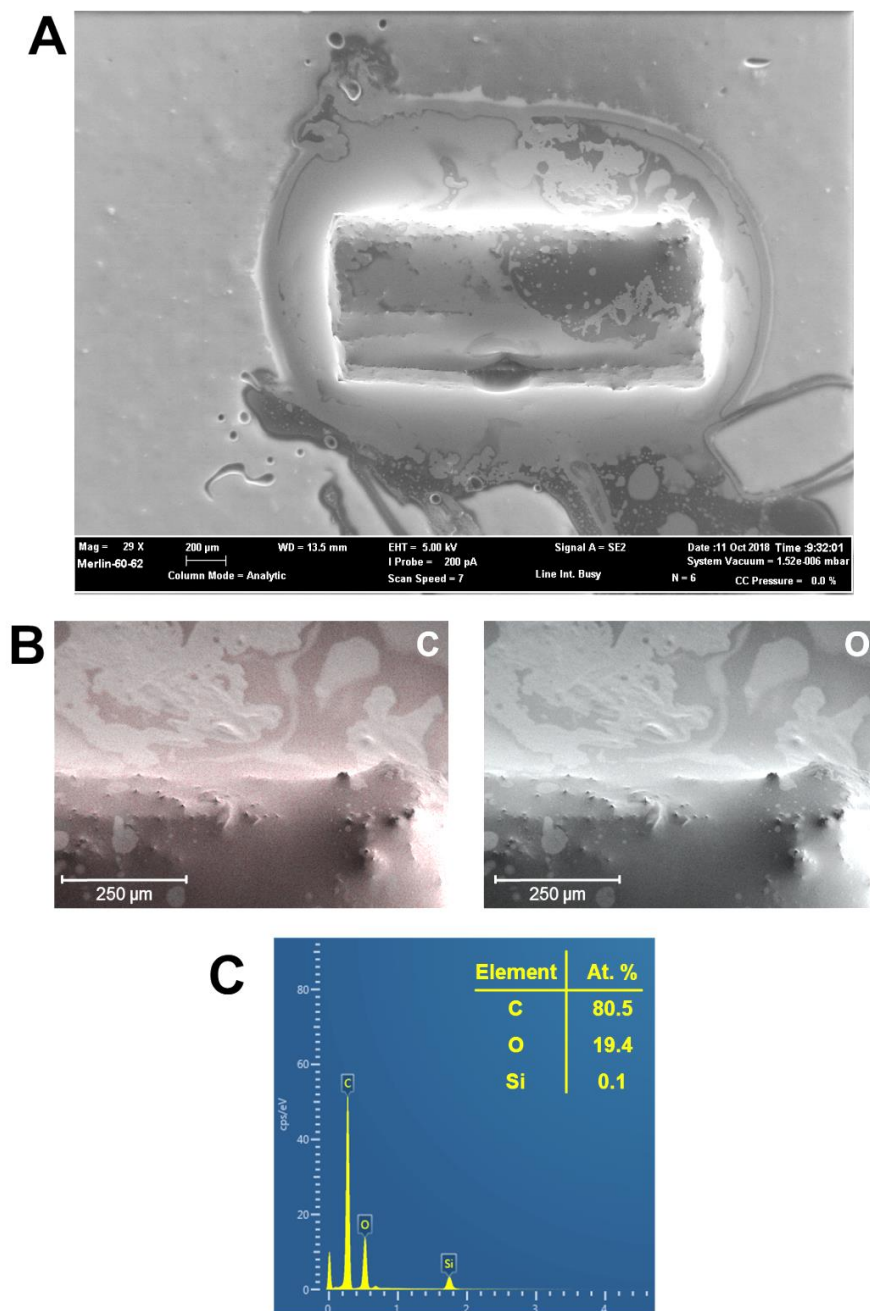 A
Mag = 29 X 200 µm WD = 13.5 mm EHT = 5.00 kV Signal A = SE2 Date :11 Oct 2018 Time :9:32:01
Merlin-60-62 I Probe = 200 pA System Vacuum = 1.52e-006 mbar
Column Mode = Analytic Scan Speed = 7 Line Int. Busy N = 6 CC Pressure = 0.0 %
B
C O
250 µm 250 µm
C
Element At. %
C 80.5
O 19.4
Si 0.1
80
60
cps/eV
C
40
20
O
Si
0
0 1 2 3 4